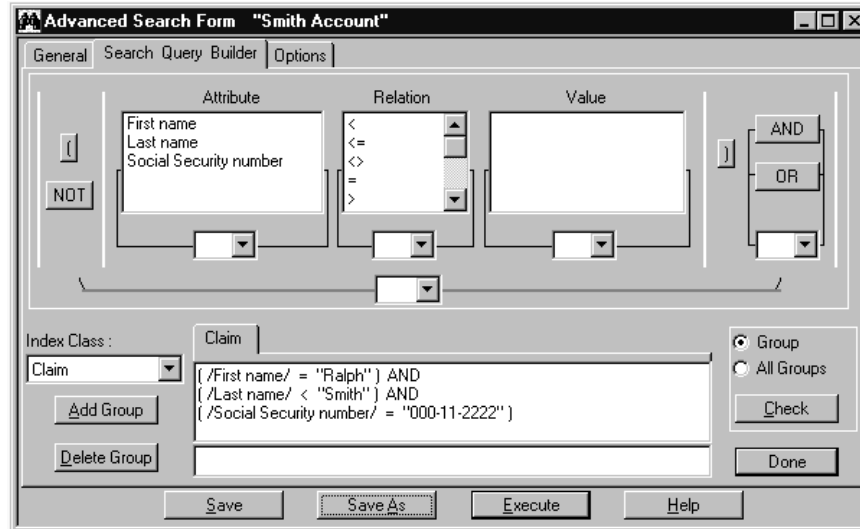 Advanced Search Form "Smith Account"
General Search Query Builder Options
Attribute Relation Value
First name
Last name
Social Security number
<
<=
<>
=
>
(
NOT
)
AND
OR
Index Class :
Claim
Add Group
Delete Group
Claim
( /First name/ = "Ralph" ) AND
( /Last name/ < "Smith" ) AND
( /Social Security number/ = "000-11-2222" )
Group
All Groups
Check
Done
Save Save As Execute Help